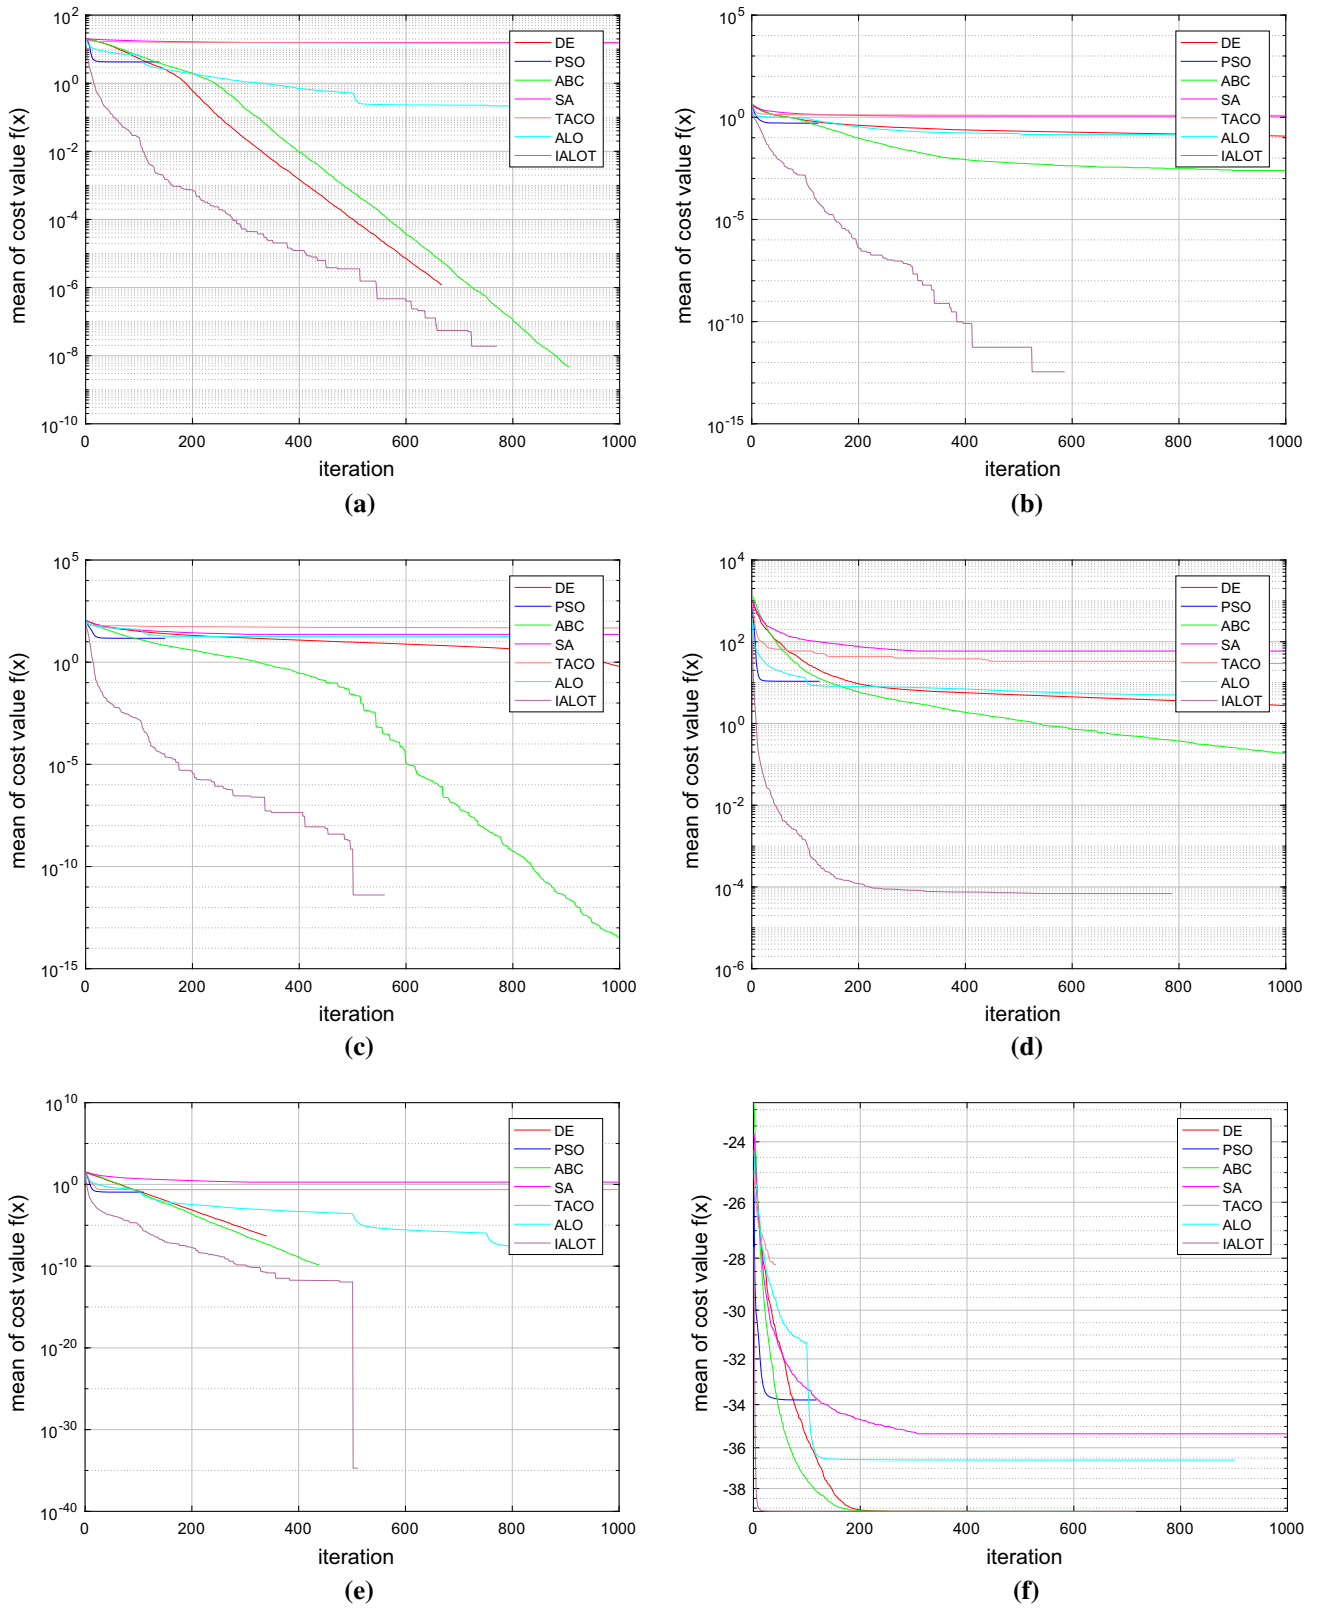 mean of cost value f(x)
10^2
10^0
10^-2
10^-4
10^-6
10^-8
10^-10
0 200 400 600 800 1000
iteration
DE
PSO
ABC
SA
TACO
ALO
IALOT
(a)
mean of cost value f(x)
10^5
10^0
10^-5
10^-10
10^-15
0 200 400 600 800 1000
iteration
DE
PSO
ABC
SA
TACO
ALO
IALOT
(b)
mean of cost value f(x)
10^5
10^0
10^-5
10^-10
10^-15
0 200 400 600 800 1000
iteration
DE
PSO
ABC
SA
TACO
ALO
IALOT
(c)
mean of cost value f(x)
10^4
10^2
10^0
10^-2
10^-4
10^-6
0 200 400 600 800 1000
iteration
DE
PSO
ABC
SA
TACO
ALO
IALOT
(d)
mean of cost value f(x)
10^10
10^0
10^-10
10^-20
10^-30
10^-40
0 200 400 600 800 1000
iteration
DE
PSO
ABC
SA
TACO
ALO
IALOT
(e)
mean of cost value f(x)
-24
-26
-28
-30
-32
-34
-36
-38
0 200 400 600 800 1000
iteration
DE
PSO
ABC
SA
TACO
ALO
IALOT
(f)